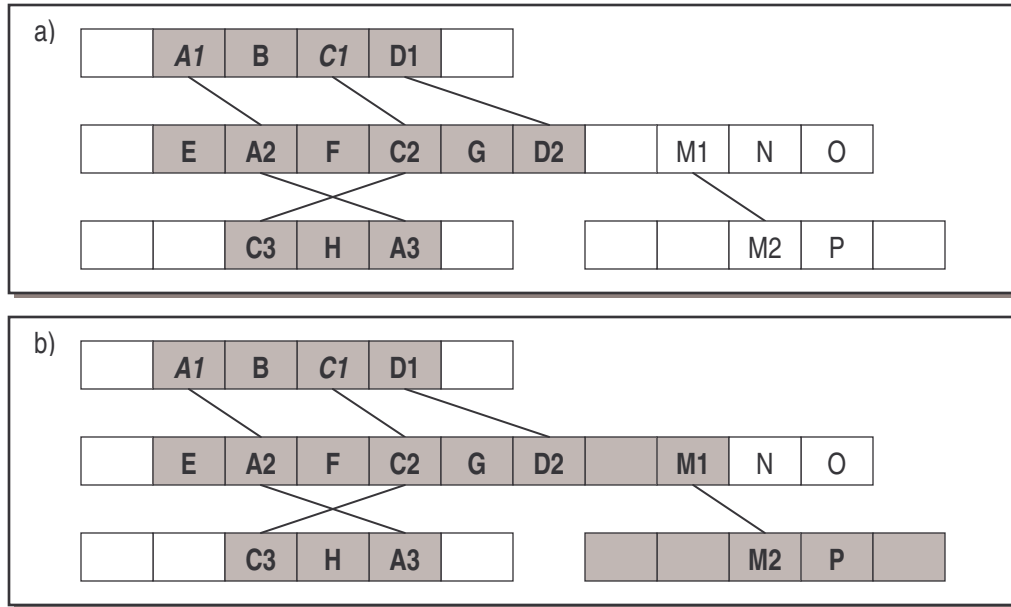 a)
A1 B C1 D1
E A2 F C2 G D2 M1 N O
C3 H A3 M2 P
b)
A1 B C1 D1
E A2 F C2 G D2 M1 N O
C3 H A3 M2 P